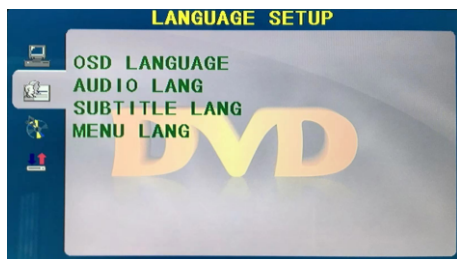 LANGUAGE SETUP
OSD LANGUAGE
AUDIO LANG
SUBTITLE LANG
MENU LANG
DVD